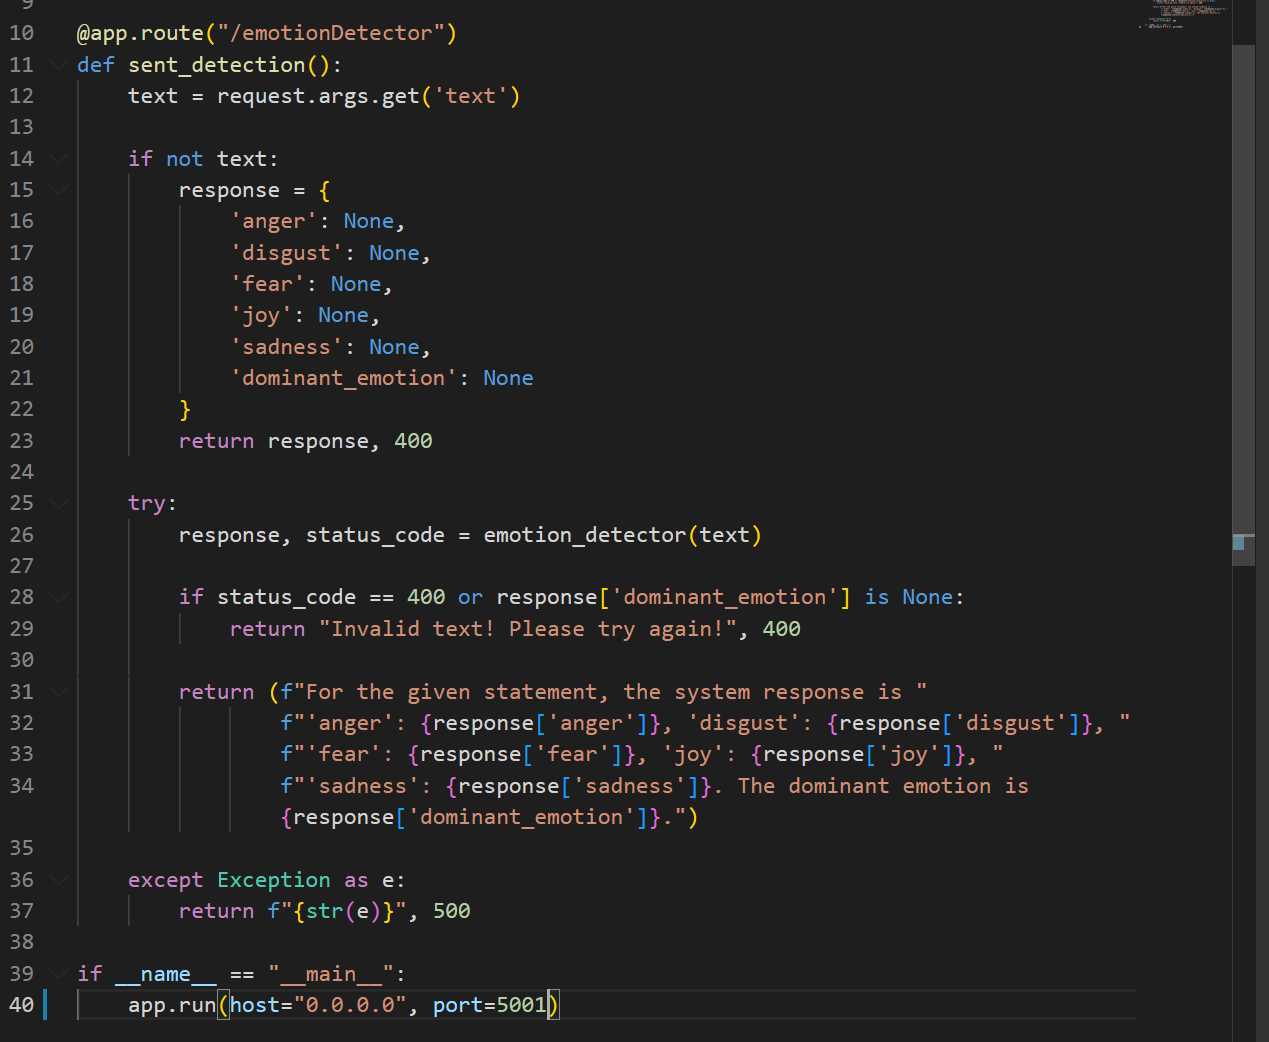 9
10 @app.route("/emotionDetector")
11 def sent_detection():
12     text = request.args.get('text')
13
14     if not text:
15         response = {
16             'anger': None,
17             'disgust': None,
18             'fear': None,
19             'joy': None,
20             'sadness': None,
21             'dominant_emotion': None
22         }
23         return response, 400
24
25     try:
26         response, status_code = emotion_detector(text)
27
28         if status_code == 400 or response['dominant_emotion'] is None:
29             return "Invalid text! Please try again!", 400
30
31         return (f"For the given statement, the system response is "
32                 f"'anger': {response['anger']}, 'disgust': {response['disgust']}, "
33                 f"'fear': {response['fear']}, 'joy': {response['joy']}, "
34                 f"'sadness': {response['sadness']}. The dominant emotion is
                {response['dominant_emotion']}.")
35
36     except Exception as e:
37         return f"{str(e)}", 500
38
39 if __name__ == "__main__":
40     app.run(host="0.0.0.0", port=5001)